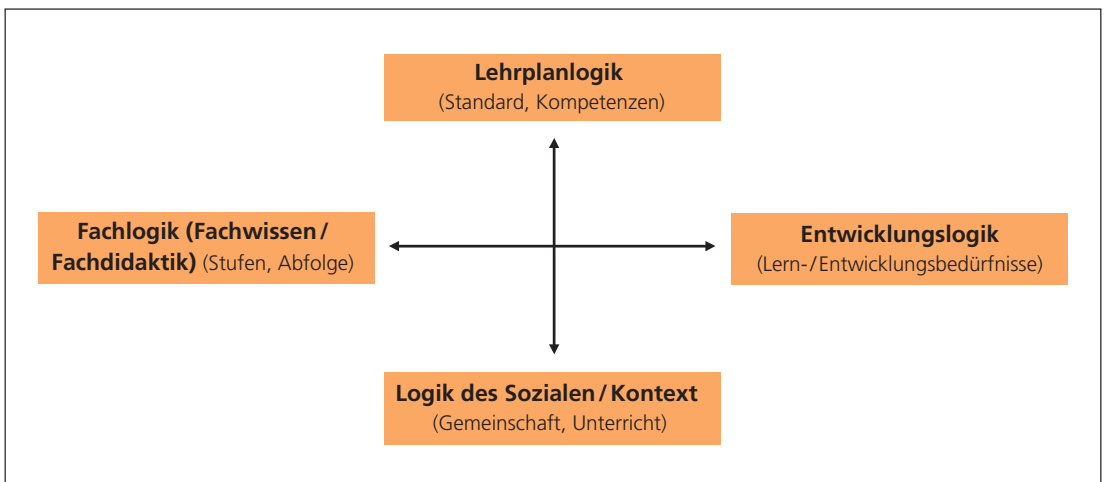 Lehrplanlogik
(Standard, Kompetenzen)
Fachlogik (Fachwissen /
Fachdidaktik) (Stufen, Abfolge)
Entwicklungslogik
(Lern-/Entwicklungsbedürfnisse)
Logik des Sozialen / Kontext
(Gemeinschaft, Unterricht)